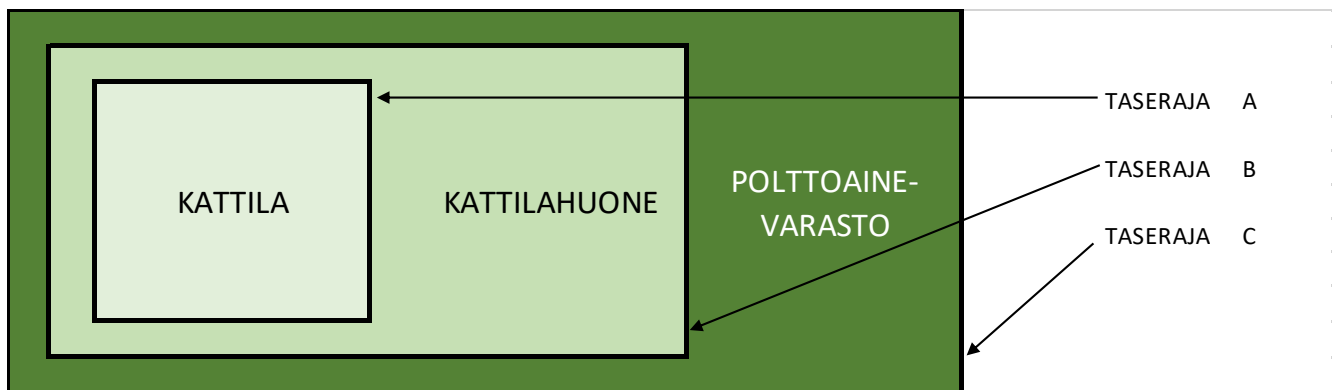 KATTILA
KATTILAHUONE
POLTTOAINE-
VARASTO
TASERAJA A
TASERAJA B
TASERAJA C